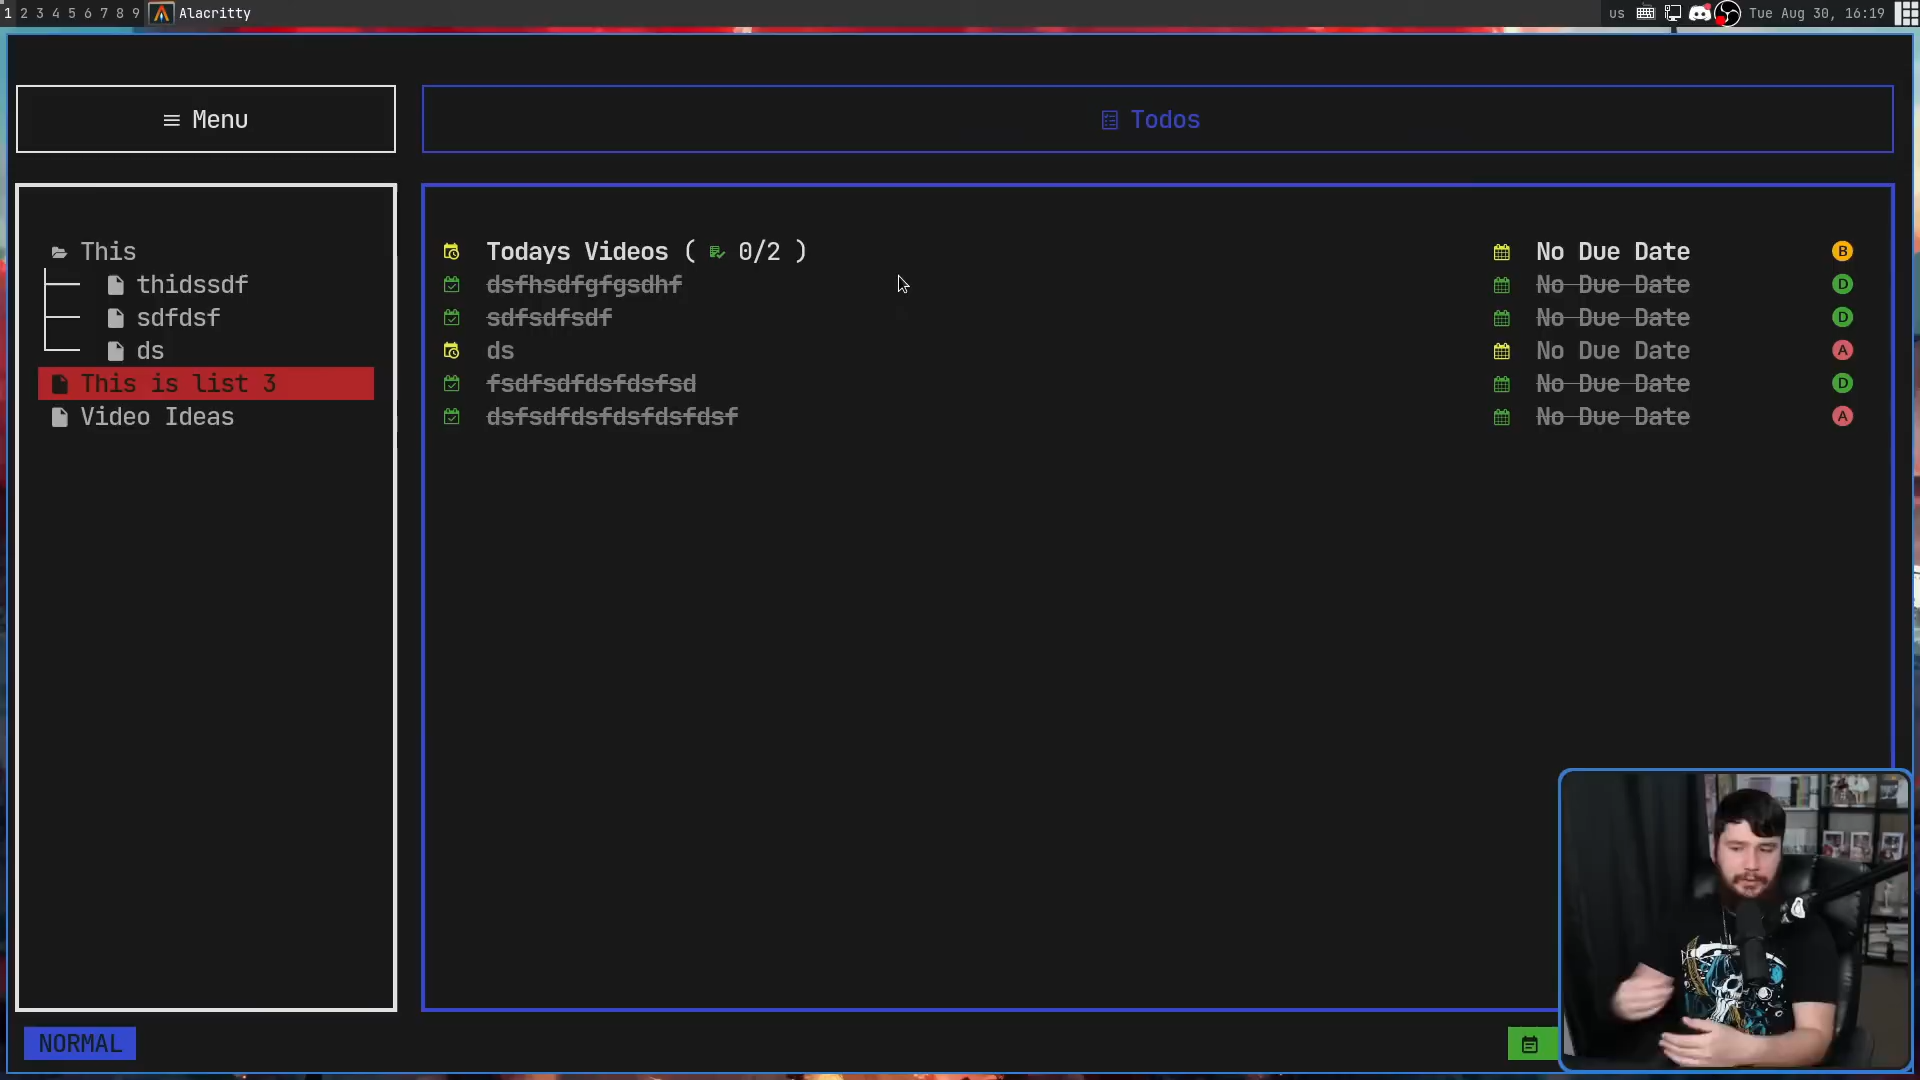 1 2 3 4 5 6 7 8 9 Alacritty us Tue Aug 30, 16:19
Menu
Todos
This
thidssdf
sdfdsf
ds
This is list 3
Video Ideas
Todays Videos ( 0/2 ) No Due Date B
dsfhsdfgfgsdhf No Due Date D
sdfsdfsdf No Due Date D
ds No Due Date A
fsdfsdfdsfdsfsd No Due Date D
dsfsdfdsfdsfdsfdsf No Due Date A
NORMAL